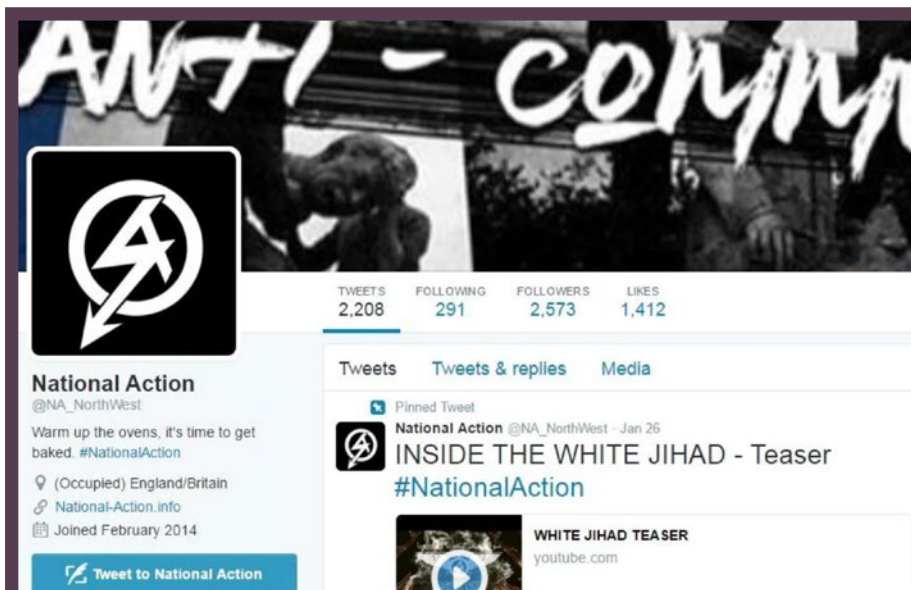 ANTI - COMM
TWEETS FOLLOWING FOLLOWERS LIKES
2,208 291 2,573 1,412
Tweets Tweets & replies Media
National Action
@NA_NorthWest
Warm up the ovens, it's time to get
baked. #NationalAction
(Occupied) England/Britain
National-Action.info
Joined February 2014
Tweet to National Action
Pinned Tweet
National Action @NA_NorthWest · Jan 26
INSIDE THE WHITE JIHAD - Teaser
#NationalAction
WHITE JIHAD TEASER
youtube.com